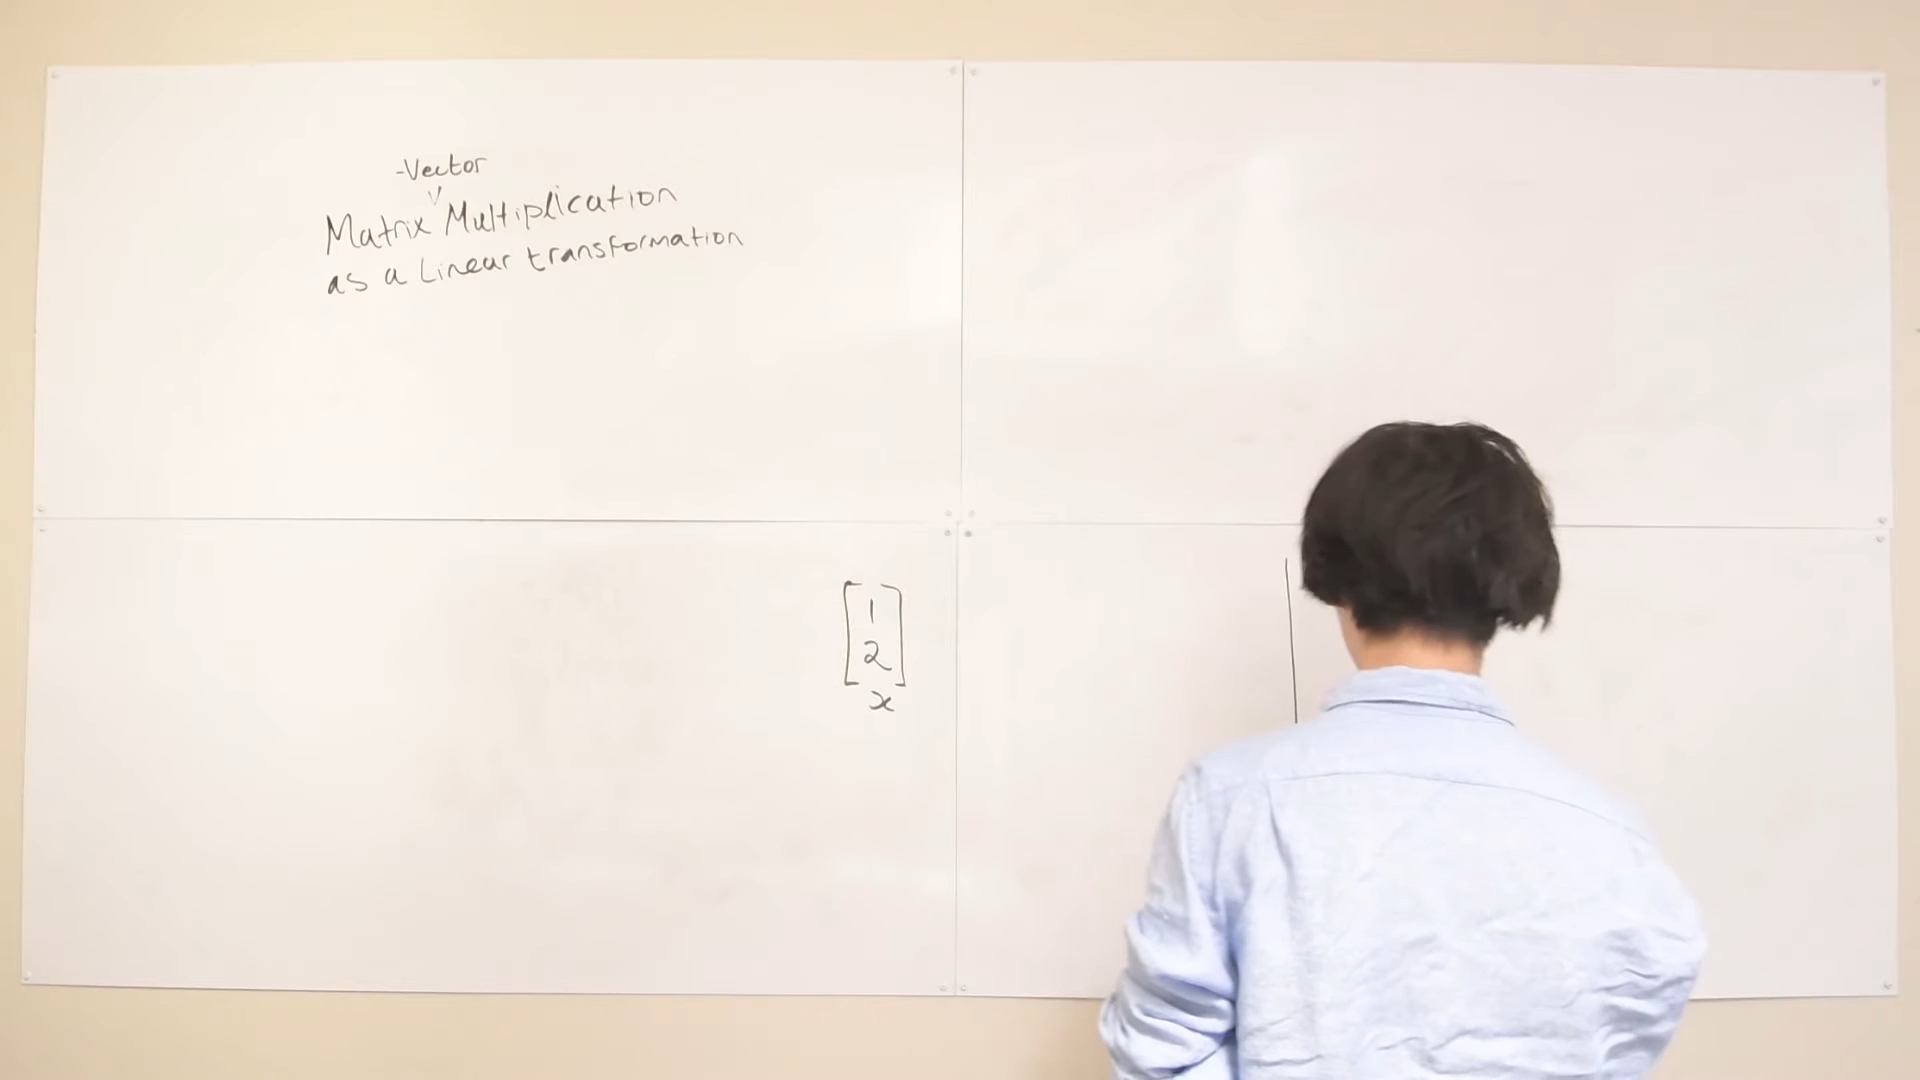 -Vector
Matrix Multiplication
as a Linear transformation
1
2
x